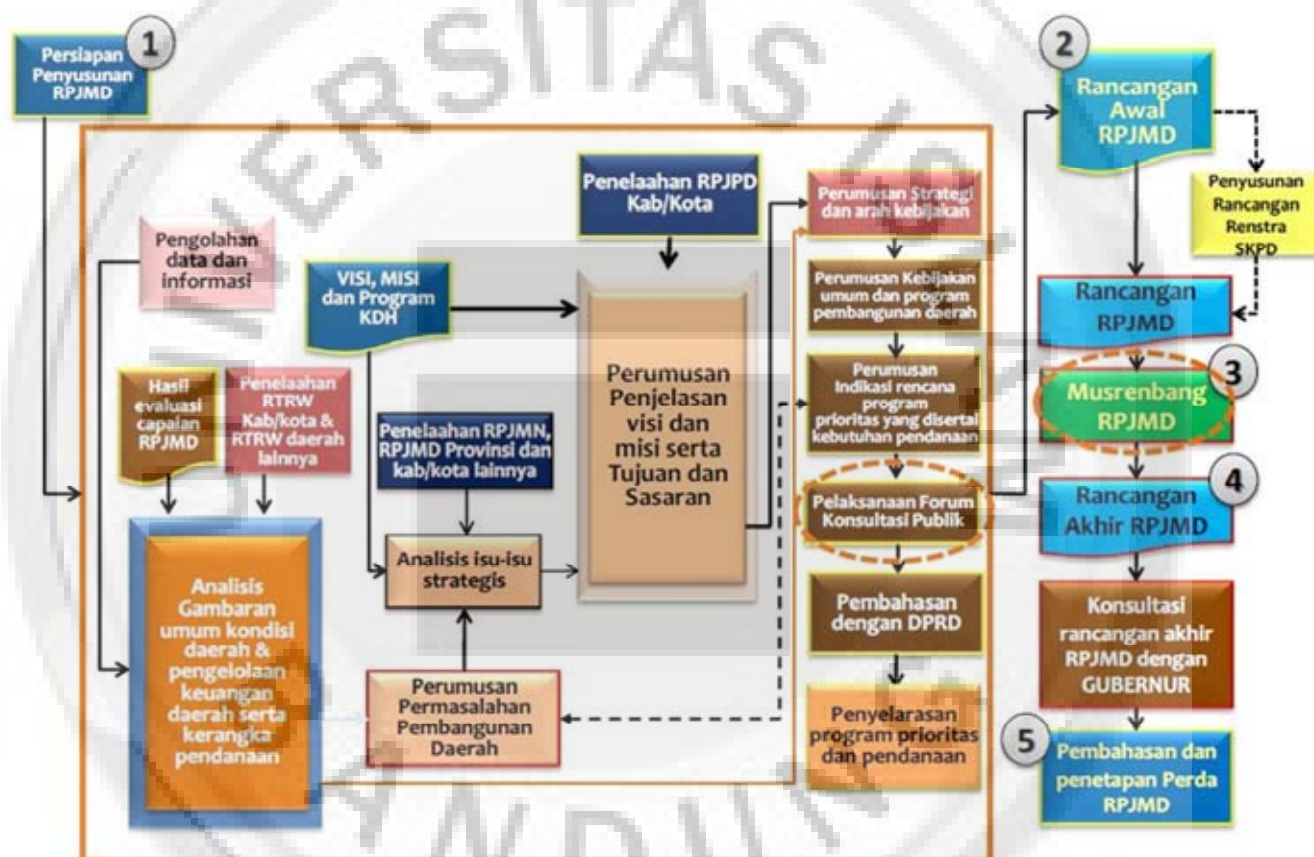 1
Persiapan
Penyusunan
RPJMD
Pengolahan
data dan
informasi
VISI, MISI
dan Program
KDH
Penelaahan RPJPD
Kab/Kota
Hasil
evaluasi
capaian
RPJMD
Penelaahan
RTRW
Kab/kota &
RTRW daerah
lainnya
Penelaahan RPJMN,
RPJMD Provinsi dan
kab/kota lainnya
Analisis
Gambaran
umum kondisi
daerah &
pengelolaan
keuangan
daerah serta
kerangka
pendanaan
Analisis isu-isu
strategis
Perumusan
Permasalahan
Pembangunan
Daerah
Perumusan
Penjelasan
visi dan
misi serta
Tujuan dan
Sasaran
Perumusan Strategi
dan arah kebijakan
Perumusan Kebijakan
umum dan program
pembangunan daerah
Perumusan
Indikasi rencana
program
prioritas yang disertai
kebutuhan pendanaan
Pelaksanaan Forum
Konsultasi Publik
Pembahasan
dengan DPRD
Penyelarasan
program prioritas
dan pendanaan
2
Rancangan
Awal
RPJMD
Penyusunan
Rancangan
Renstra
SKPD
Rancangan
RPJMD
3
Musrenbang
RPJMD
4
Rancangan
Akhir RPJMD
Konsultasi
rancangan akhir
RPJMD dengan
GUBERNUR
5
Pembahasan dan
penetapan Perda
RPJMD